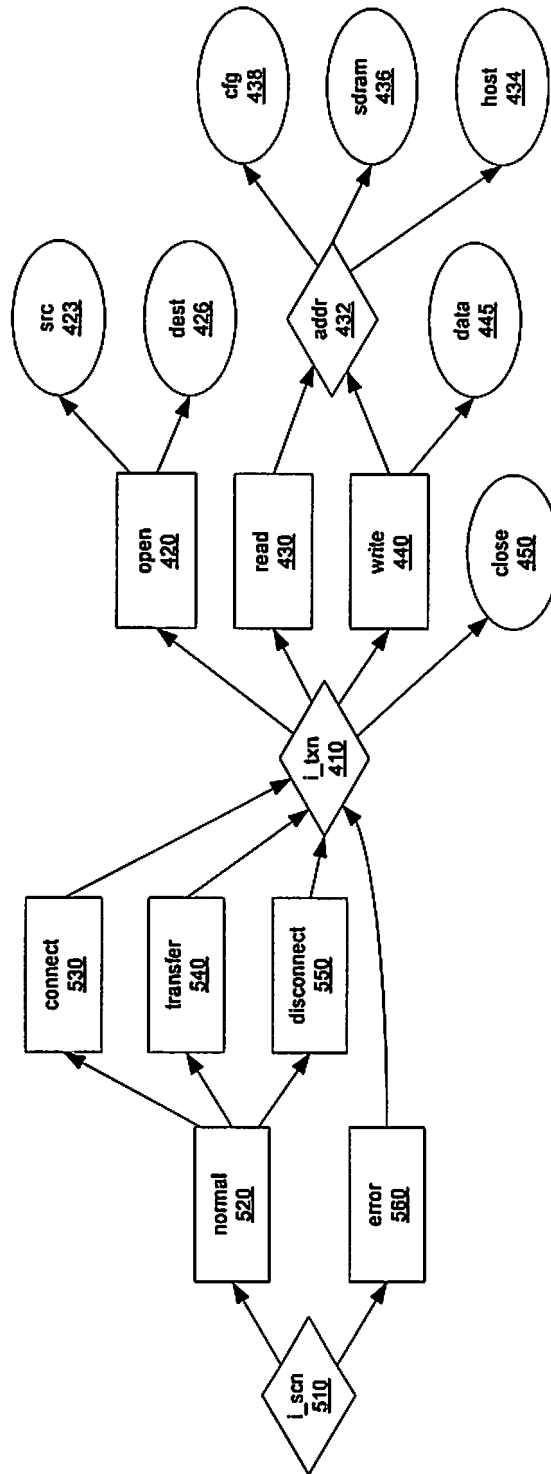 i_scn
510
normal
520
error
560
connect
530
transfer
540
disconnect
550
i_txn
410
open
420
read
430
write
440
close
450
src
423
dest
426
addr
432
data
445
cfg
438
sdram
436
host
434